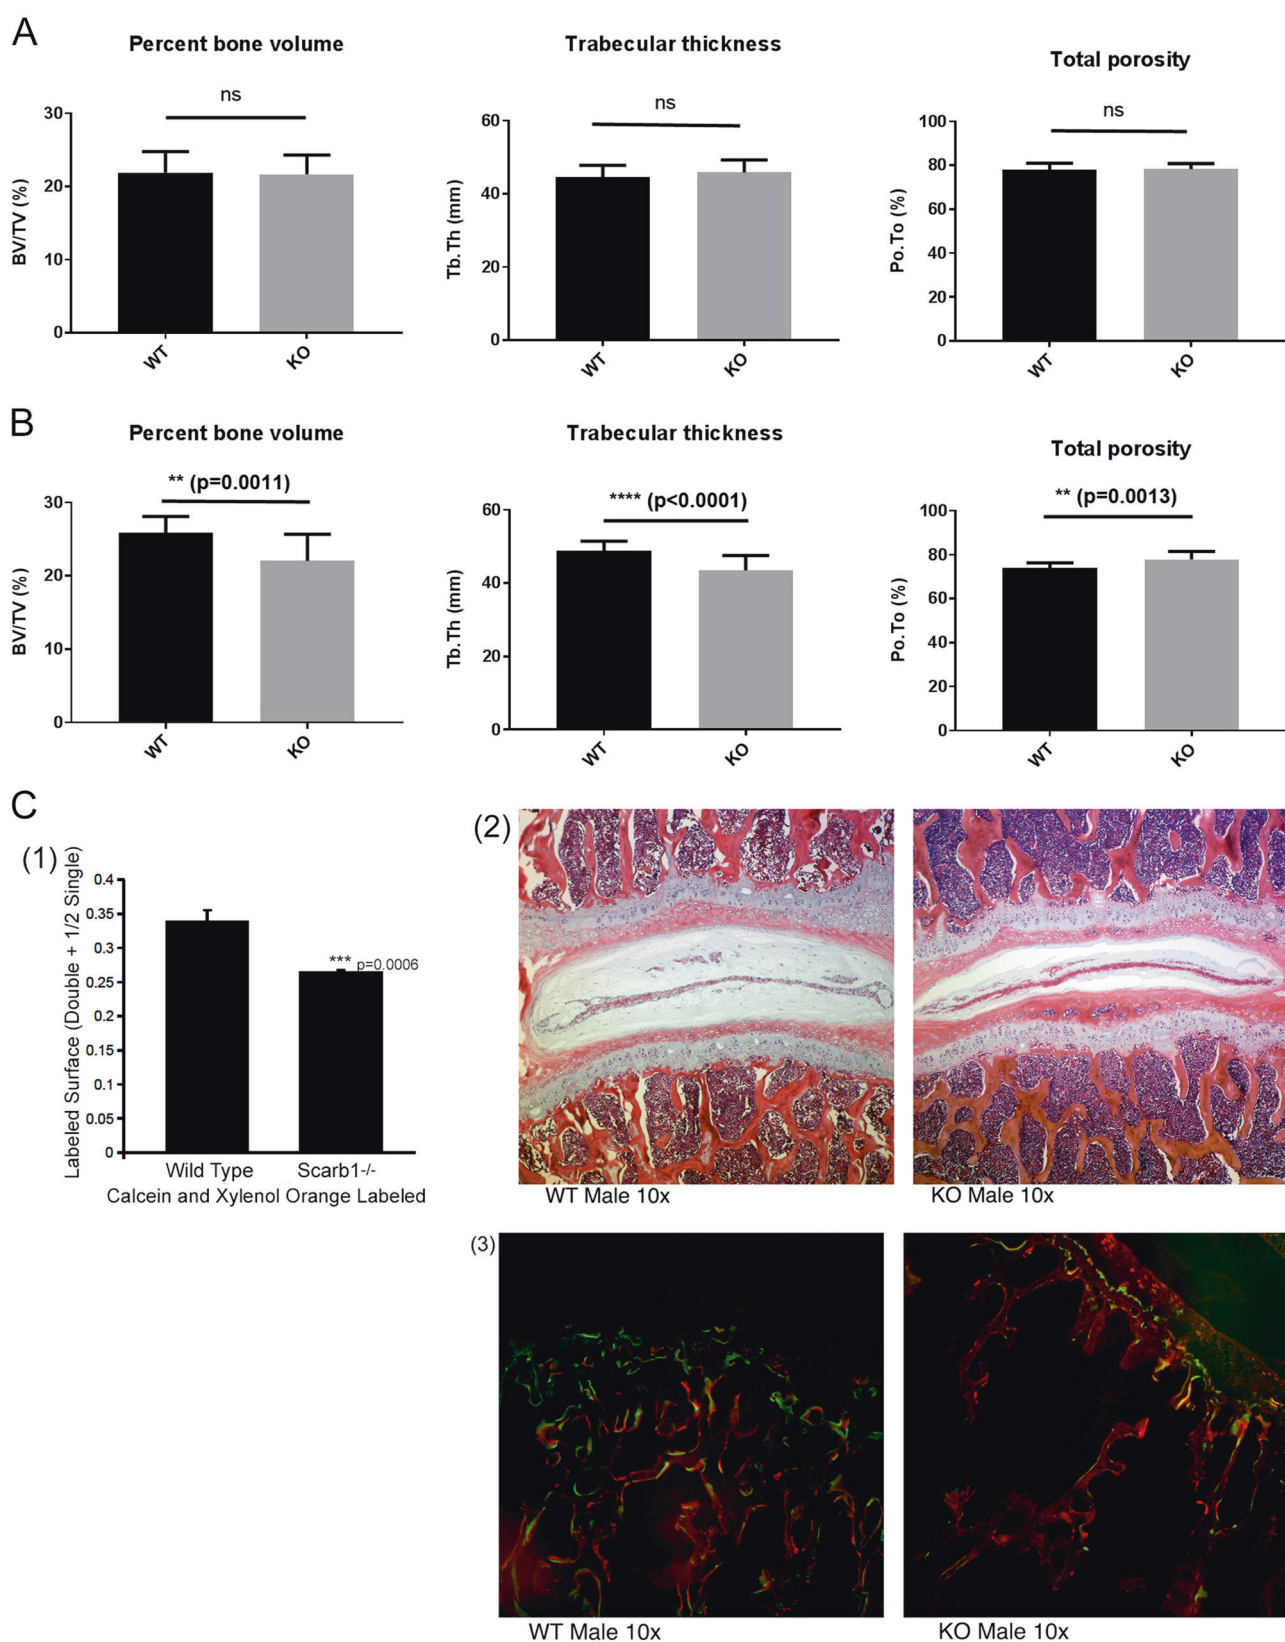 A
Percent bone volume
ns
BV/TV (%)
30
20
10
0
WT
KO
Trabecular thickness
ns
Tb.Th (mm)
60
40
20
0
WT
KO
Total porosity
ns
Po.To (%)
100
80
60
40
20
0
WT
KO
B
Percent bone volume
** (p=0.0011)
BV/TV (%)
30
20
10
0
WT
KO
Trabecular thickness
**** (p<0.0001)
Tb.Th (mm)
60
40
20
0
WT
KO
Total porosity
** (p=0.0013)
Po.To (%)
100
80
60
40
20
0
WT
KO
C
(1)
Labeled Surface (Double + 1/2 Single)
0.4
0.35
0.3
0.25
0.2
0.15
0.1
0.05
0
*** p=0.0006
Wild Type
Scarb1-/-
Calcein and Xylenol Orange Labeled
(2)
WT Male 10x
KO Male 10x
(3)
WT Male 10x
KO Male 10x